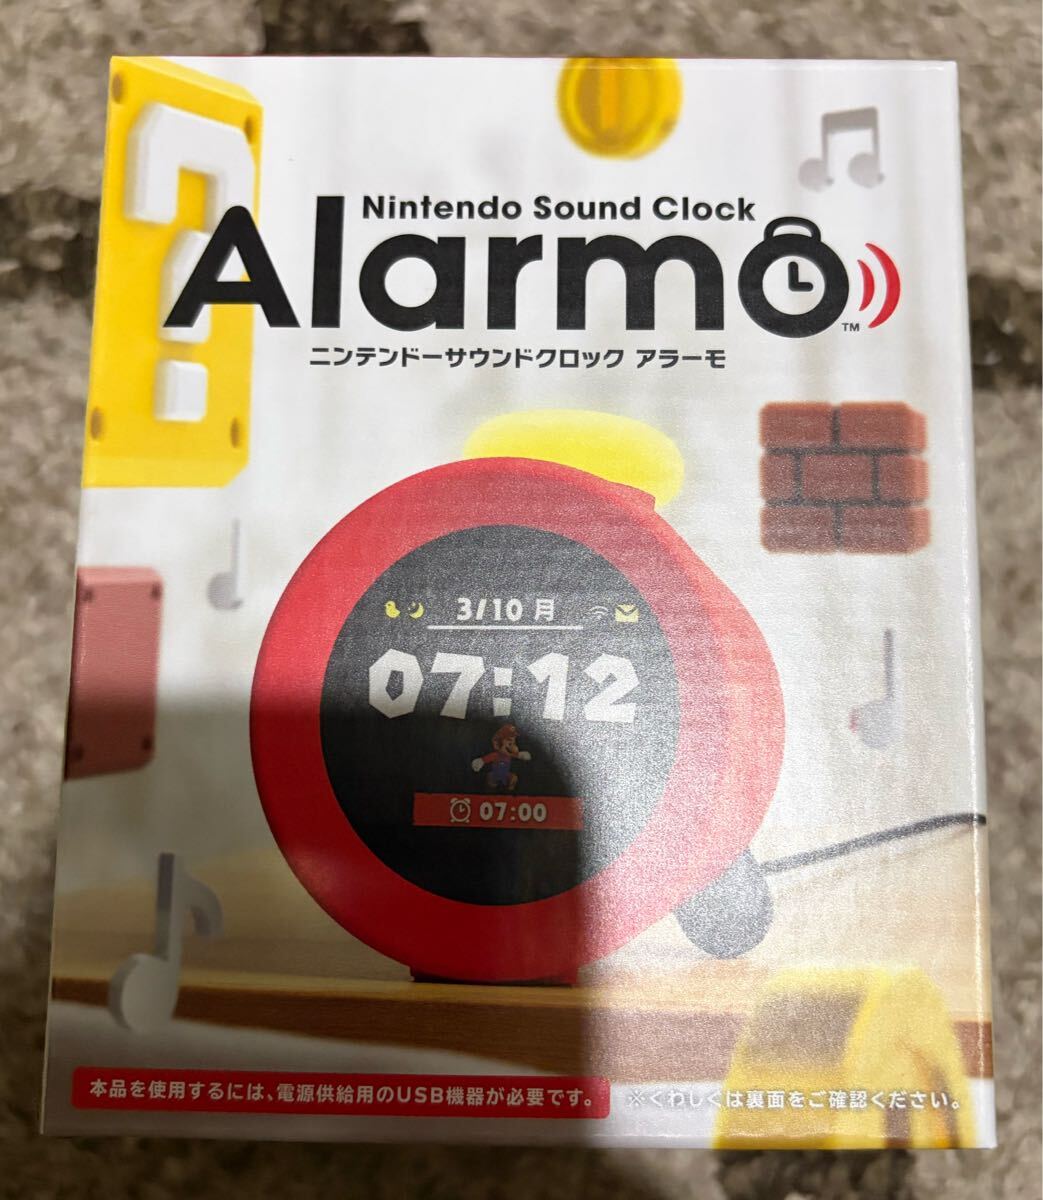 Nintendo Sound Clock
Alarmo
TM
ニンテンドーサウンドクロック アラーモ
3/10 月
07:12
07:00
本品を使用するには、電源供給用のUSB機器が必要です。 ※くわしくは裏面をご確認ください。